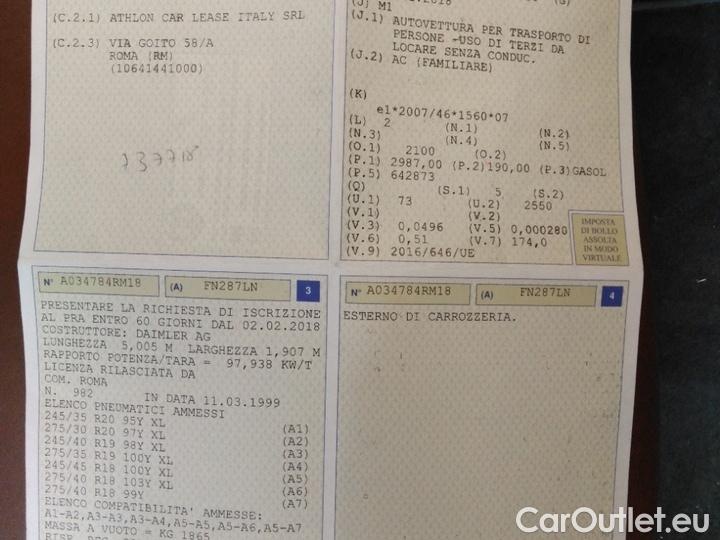 (C.2.1) ATHLON CAR LEASE ITALY SRL
(C.2.3) VIA GOITO 58/A
ROMA (RM)
(10641441000)
737718
(J) M1
(J.1) AUTOVETTURA PER TRASPORTO DI
PERSONE -USO DI TERZI DA
LOCARE SENZA CONDUC.
(J.2) AC (FAMILIARE)
(K)
e1*2007/46*1560*07
(L) 2 (N.1) (N.2)
(N.3) (N.4) (N.5)
(O.1) 2100 (O.2)
(P.1) 2987,00 (P.2)190,00 (P.3)GASOL
(P.5) 642873
(Q) (S.1) 5 (S.2)
(U.1) 73 (U.2) 2550
(V.1) (V.2)
(V.3) 0,0496 (V.5) 0,000280
(V.6) 0,51 (V.7) 174,0
(V.9) 2016/646/UE
IMPOSTA
DI BOLLO
ASSOLTA
IN MODO
VIRTUALE
N° A034784RM18 (A) FN287LN 3
PRESENTARE LA RICHIESTA DI ISCRIZIONE
AL PRA ENTRO 60 GIORNI DAL 02.02.2018
COSTRUTTORE: DAIMLER AG
LUNGHEZZA 5,005 M LARGHEZZA 1,907 M
RAPPORTO POTENZA/TARA = 97,938 KW/T
LICENZA RILASCIATA DA
COM. ROMA
N. 982 IN DATA 11.03.1999
ELENCO PNEUMATICI AMMESSI
245/35 R20 95Y XL (A1)
275/30 R20 97Y XL (A2)
245/40 R19 98Y XL (A3)
275/35 R19 100Y XL (A4)
245/45 R18 100Y XL (A5)
275/40 R18 103Y XL (A6)
275/40 R18 99Y (A7)
ELENCO COMPATIBILITA' AMMESSE:
A1-A2,A3-A3,A3-A4,A5-A5,A5-A6,A5-A7
MASSA A VUOTO = KG 1865
N° A034784RM18 (A) FN287LN 4
ESTERNO DI CARROZZERIA.
CarOutlet.eu